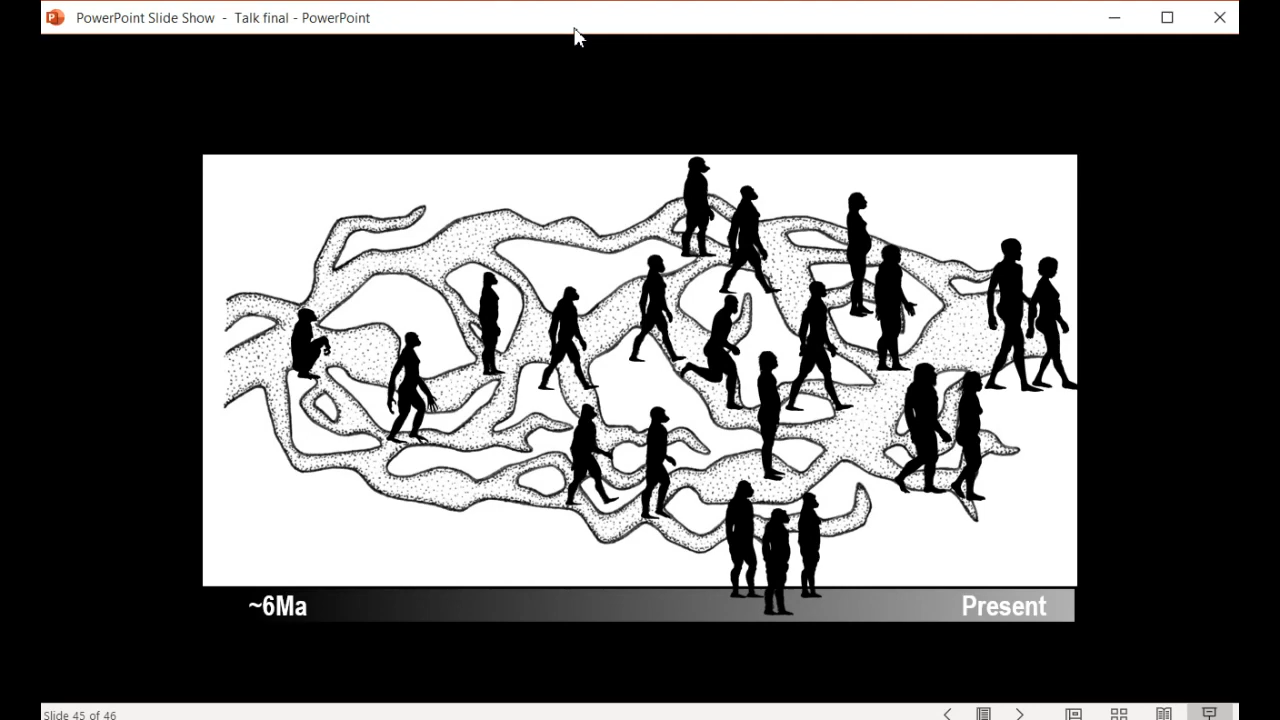 PowerPoint Slide Show - Talk final - PowerPoint
~6Ma
Present
Slide 45 of 46